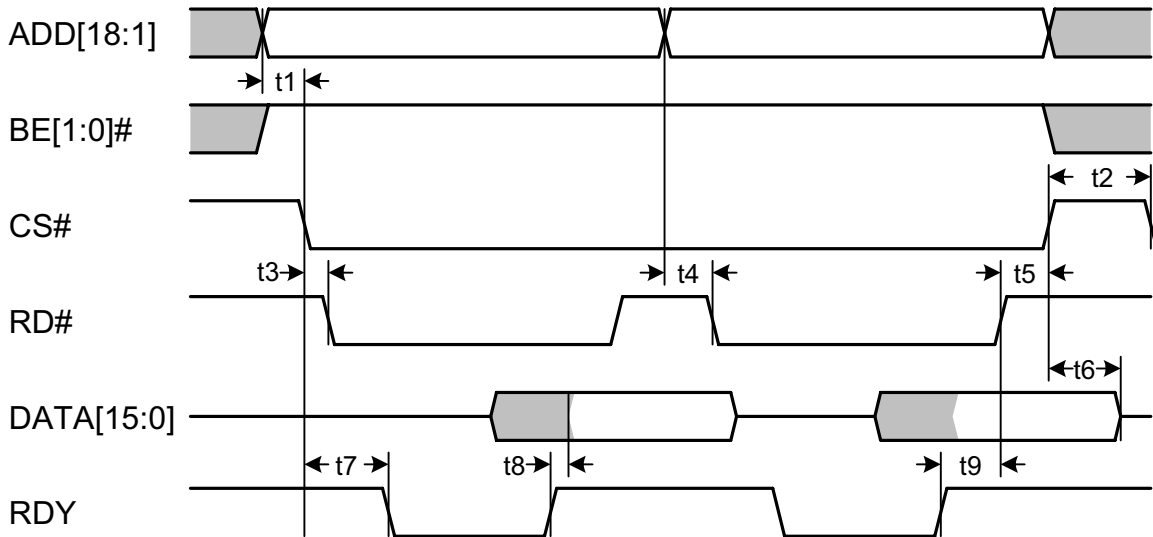 ADD[18:1]
t1
BE[1:0]#
t2
CS#
t3
t4
t5
RD#
t6
DATA[15:0]
t7
t8
t9
RDY